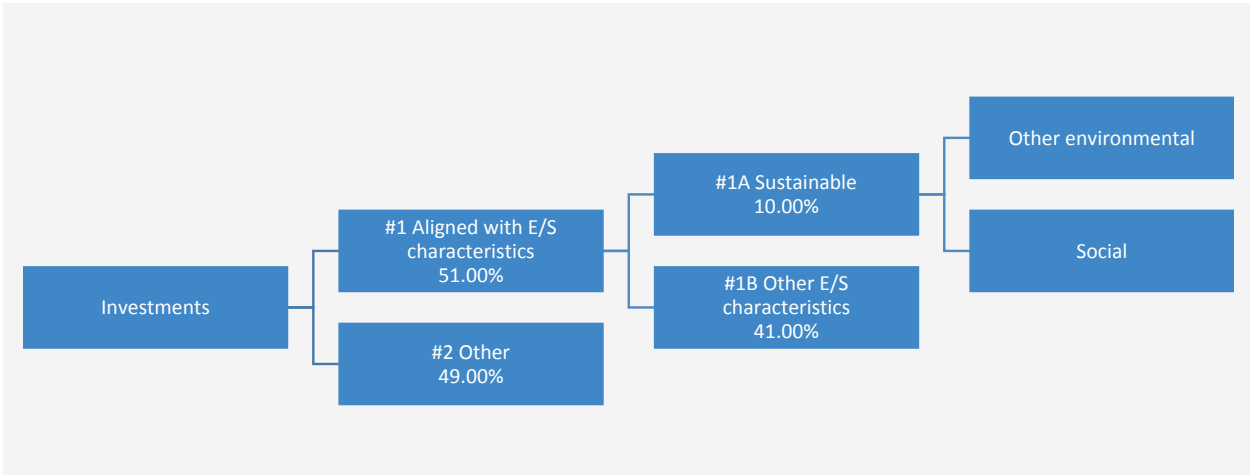 Investments
#1 Aligned with E/S
characteristics
51.00%
#2 Other
49.00%
#1A Sustainable
10.00%
#1B Other E/S
characteristics
41.00%
Other environmental
Social